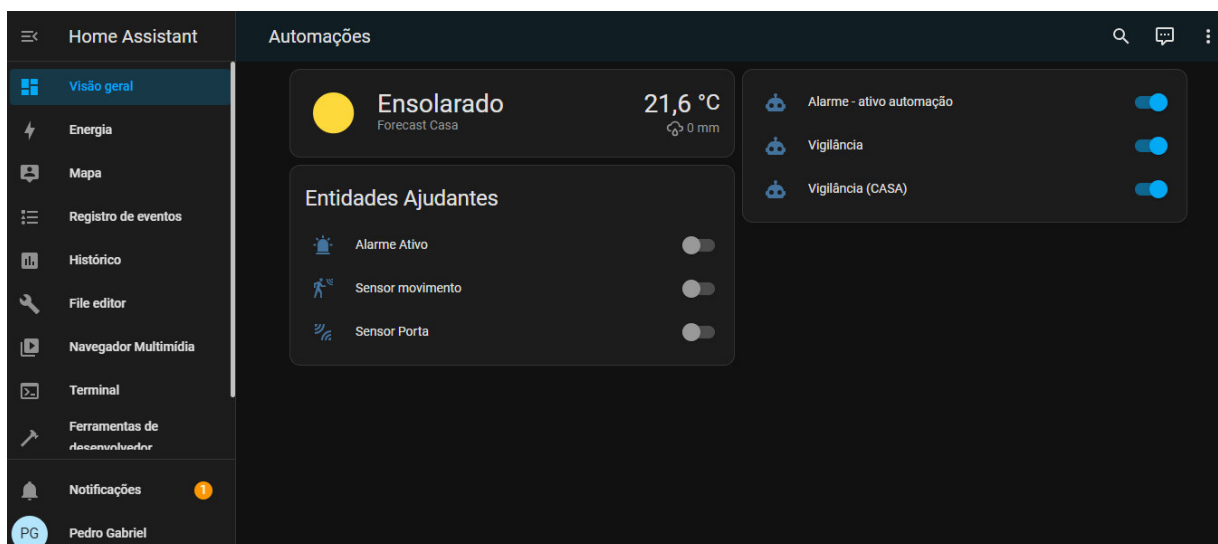 Home Assistant
Automações
Visão geral
Energia
Mapa
Registro de eventos
Histórico
File editor
Navegador Multimídia
Terminal
Ferramentas de
desenvolvedor
Notificações
1
PG
Pedro Gabriel
Ensolarado
21,6 °C
Forecast Casa
0 mm
Entidades Ajudantes
Alarme Ativo
Sensor movimento
Sensor Porta
Alarme - ativo automação
Vigilância
Vigilância (CASA)